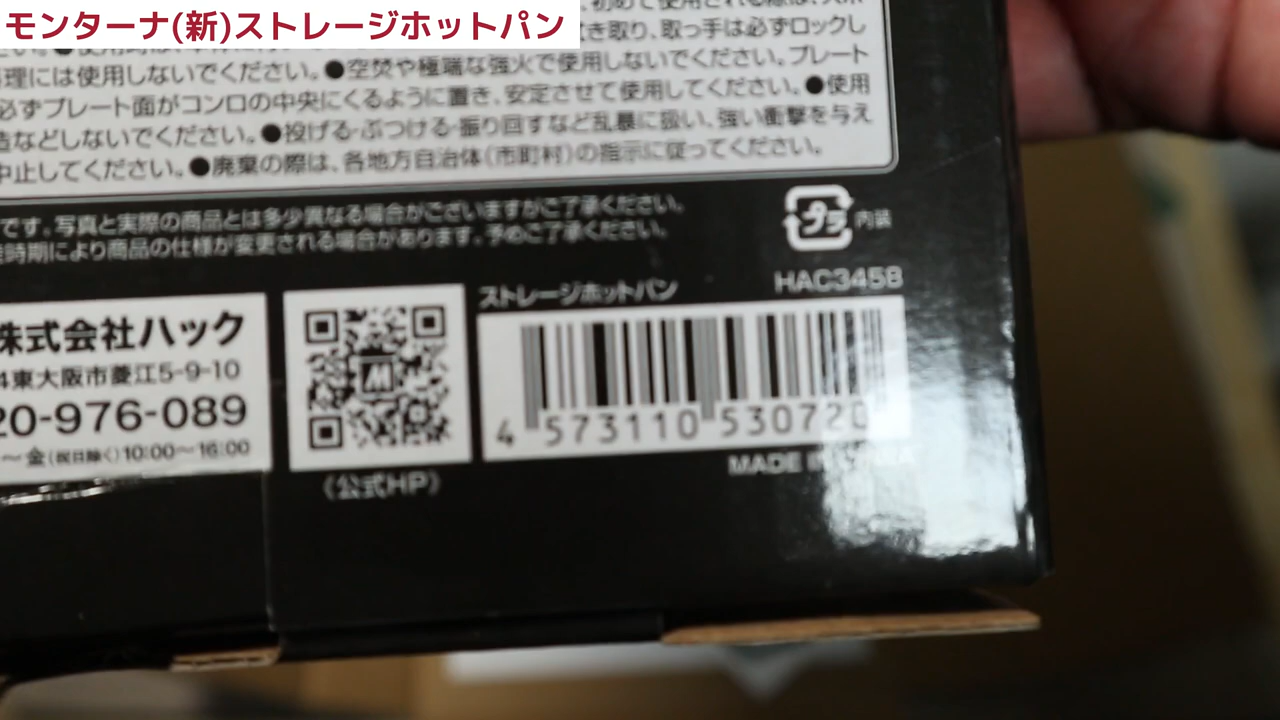 モンターナ(新)ストレージホットパン
き取り、取っ手は必ずロックし
理には使用しないでください。●空焚や極端な強火で使用しないでください。プレート
必ずプレート面がコンロの中央にくるように置き、安定させて使用してください。●使用
造などしないでください。●投げる・ぶつける・振り回すなど乱暴に扱い、強い衝撃を与え
中止してください。●廃棄の際は、各地方自治体(市町村)の指示に従ってください。
です。写真と実際の商品とは多少異なる場合がございますがご了承ください。
時期により商品の仕様が変更される場合があります。予めご了承ください。
プラ 内装
ストレージホットパン HAC3458
株式会社ハック
4東大阪市菱江5-9-10
20-976-089
〜金(祝日除く)10:00〜16:00
M
(公式HP)
4 573110 530720
MADE